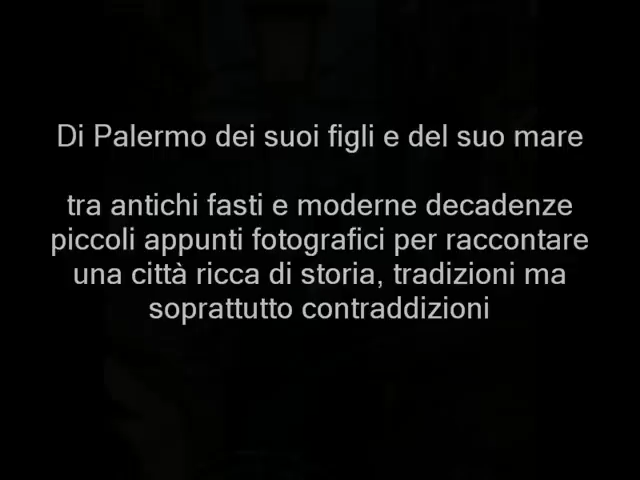 Di Palermo dei suoi figli e del suo mare
tra antichi fasti e moderne decadenze
piccoli appunti fotografici per raccontare
una città ricca di storia, tradizioni ma
soprattutto contraddizioni